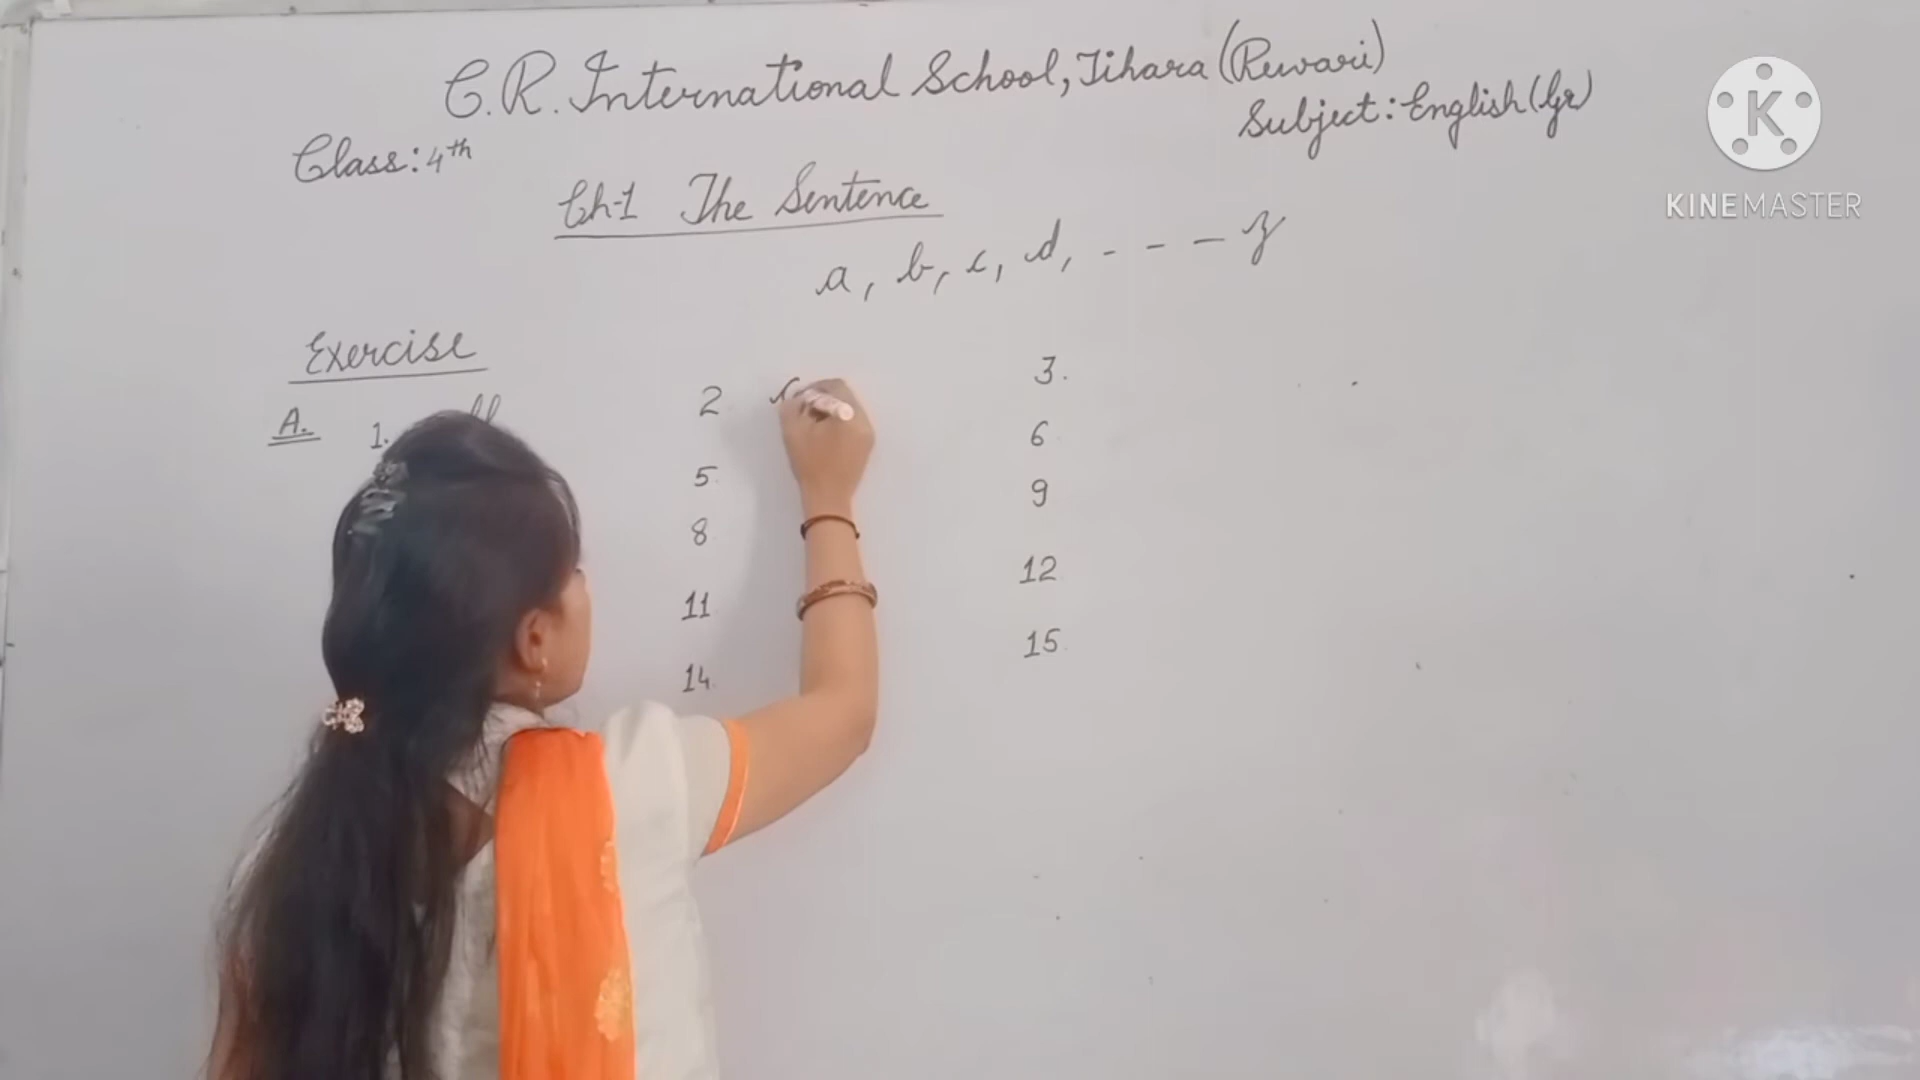 C.R. International School, Jihara (Rewari)
Class: 4th
Subject: English (Gr)
Ch-1 The Sentence
a, b, c, d, - - - z
Exercise
A. 1. 2 3.
5. 6
8 9
11 12
14. 15.
KINEMASTER